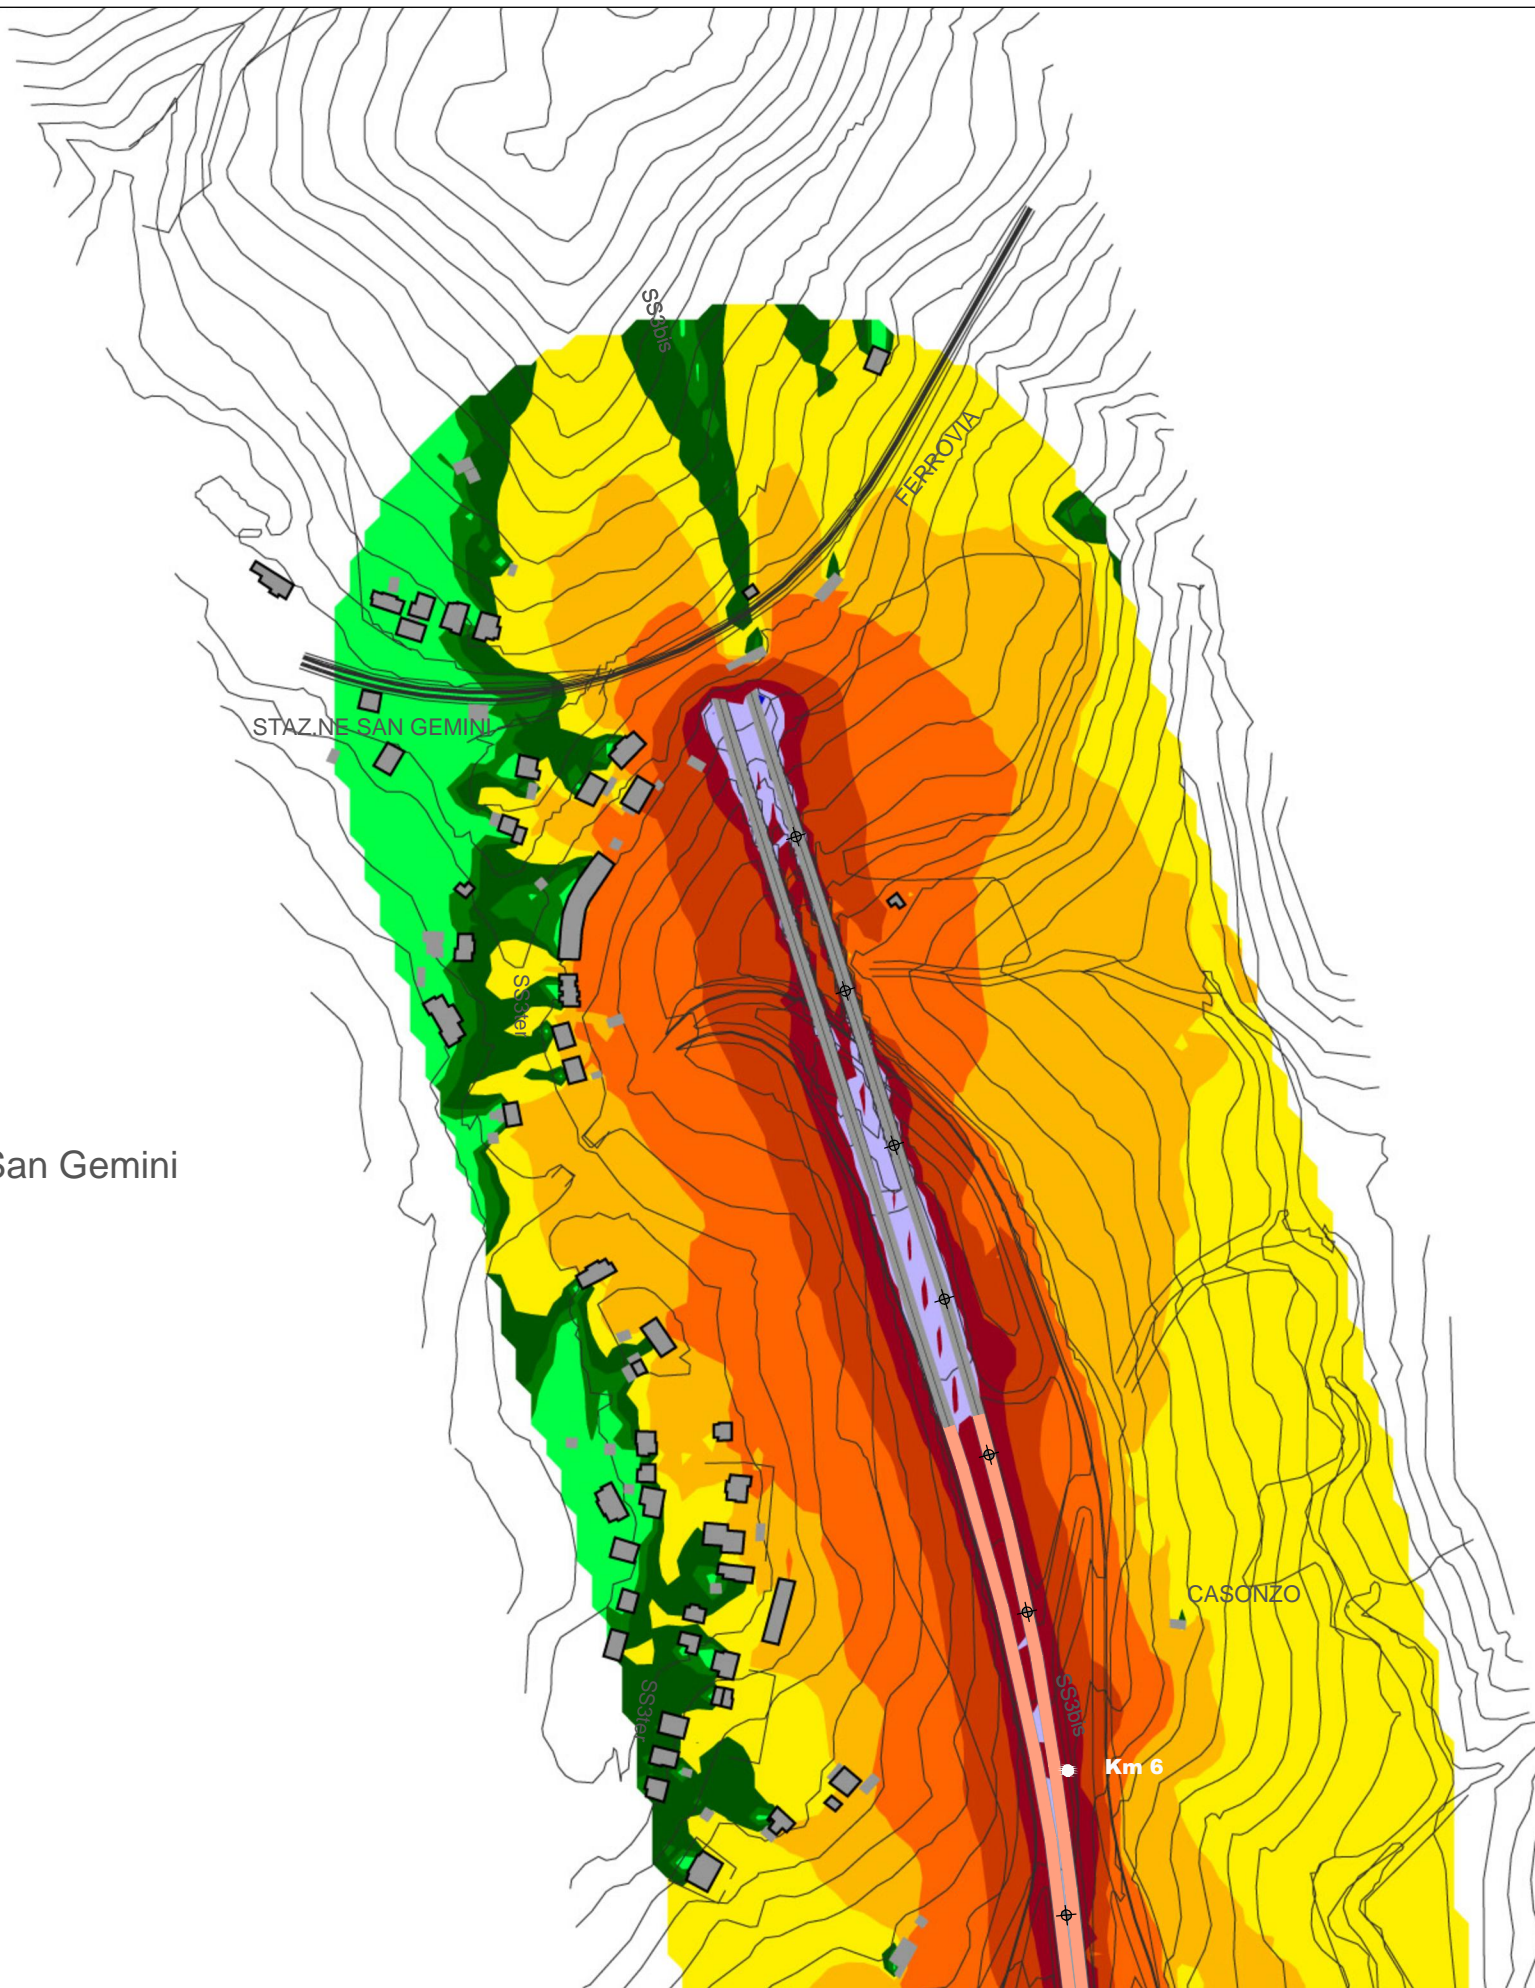 SS3bis
FERROVIA
STAZ.NE SAN GEMINI
SS3ter
San Gemini
CASONZO
SS3ter
SS3bis
Km 6